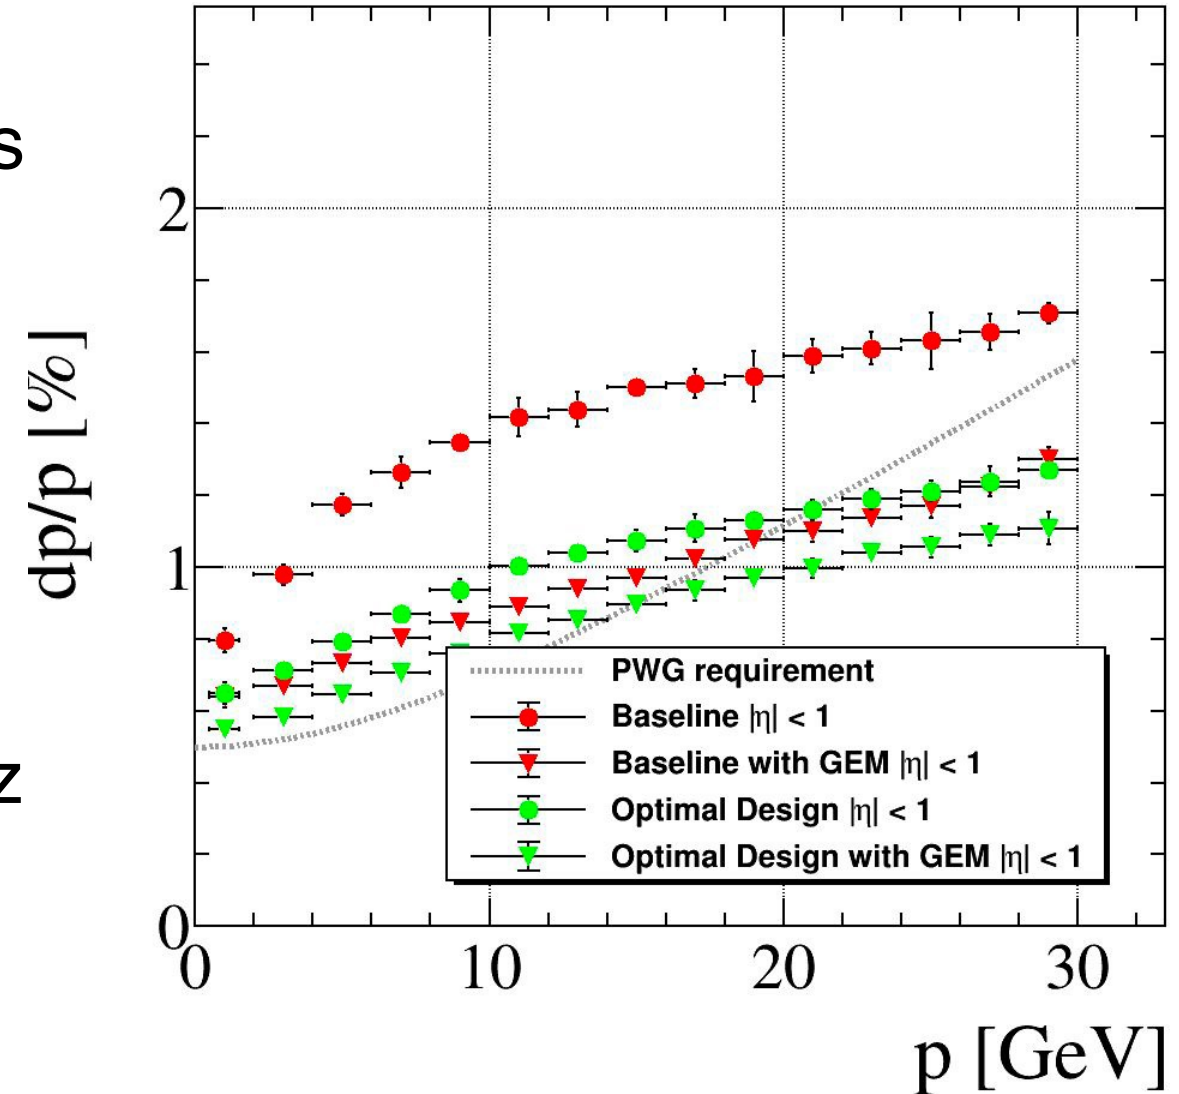 s
z
2
1
0
0 10 20 30
dp/p [%]
p [GeV]
PWG requirement
Baseline |η| < 1
Baseline with GEM |η| < 1
Optimal Design |η| < 1
Optimal Design with GEM |η| < 1